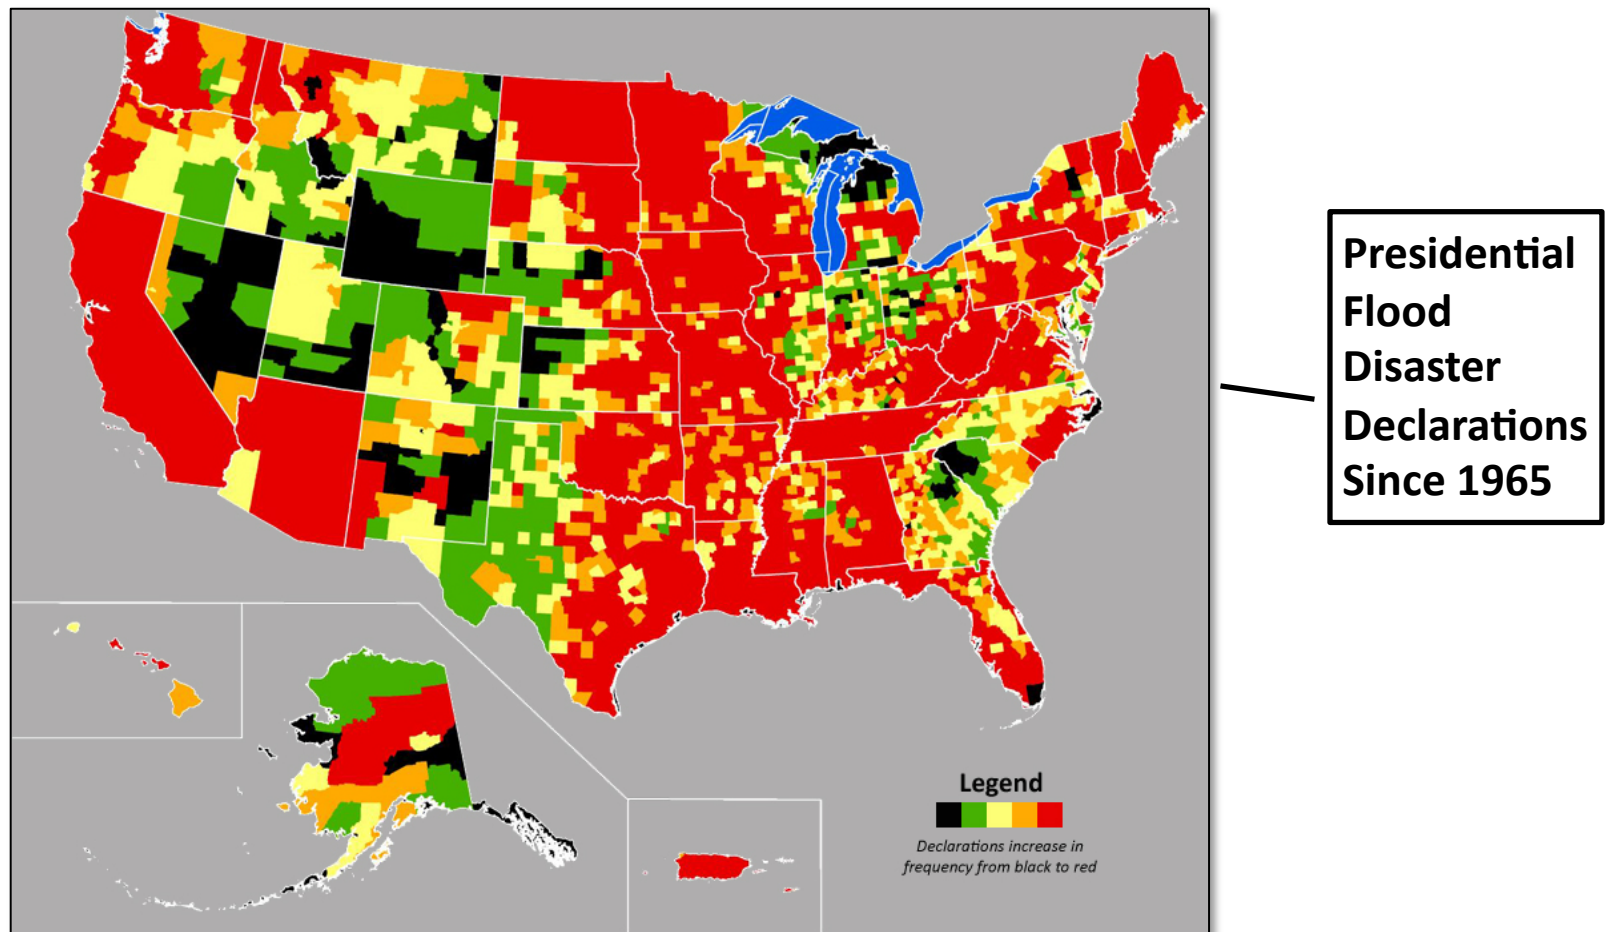 Presidential
Flood
Disaster
Declarations
Since 1965
Legend
Declarations increase in
frequency from black to red